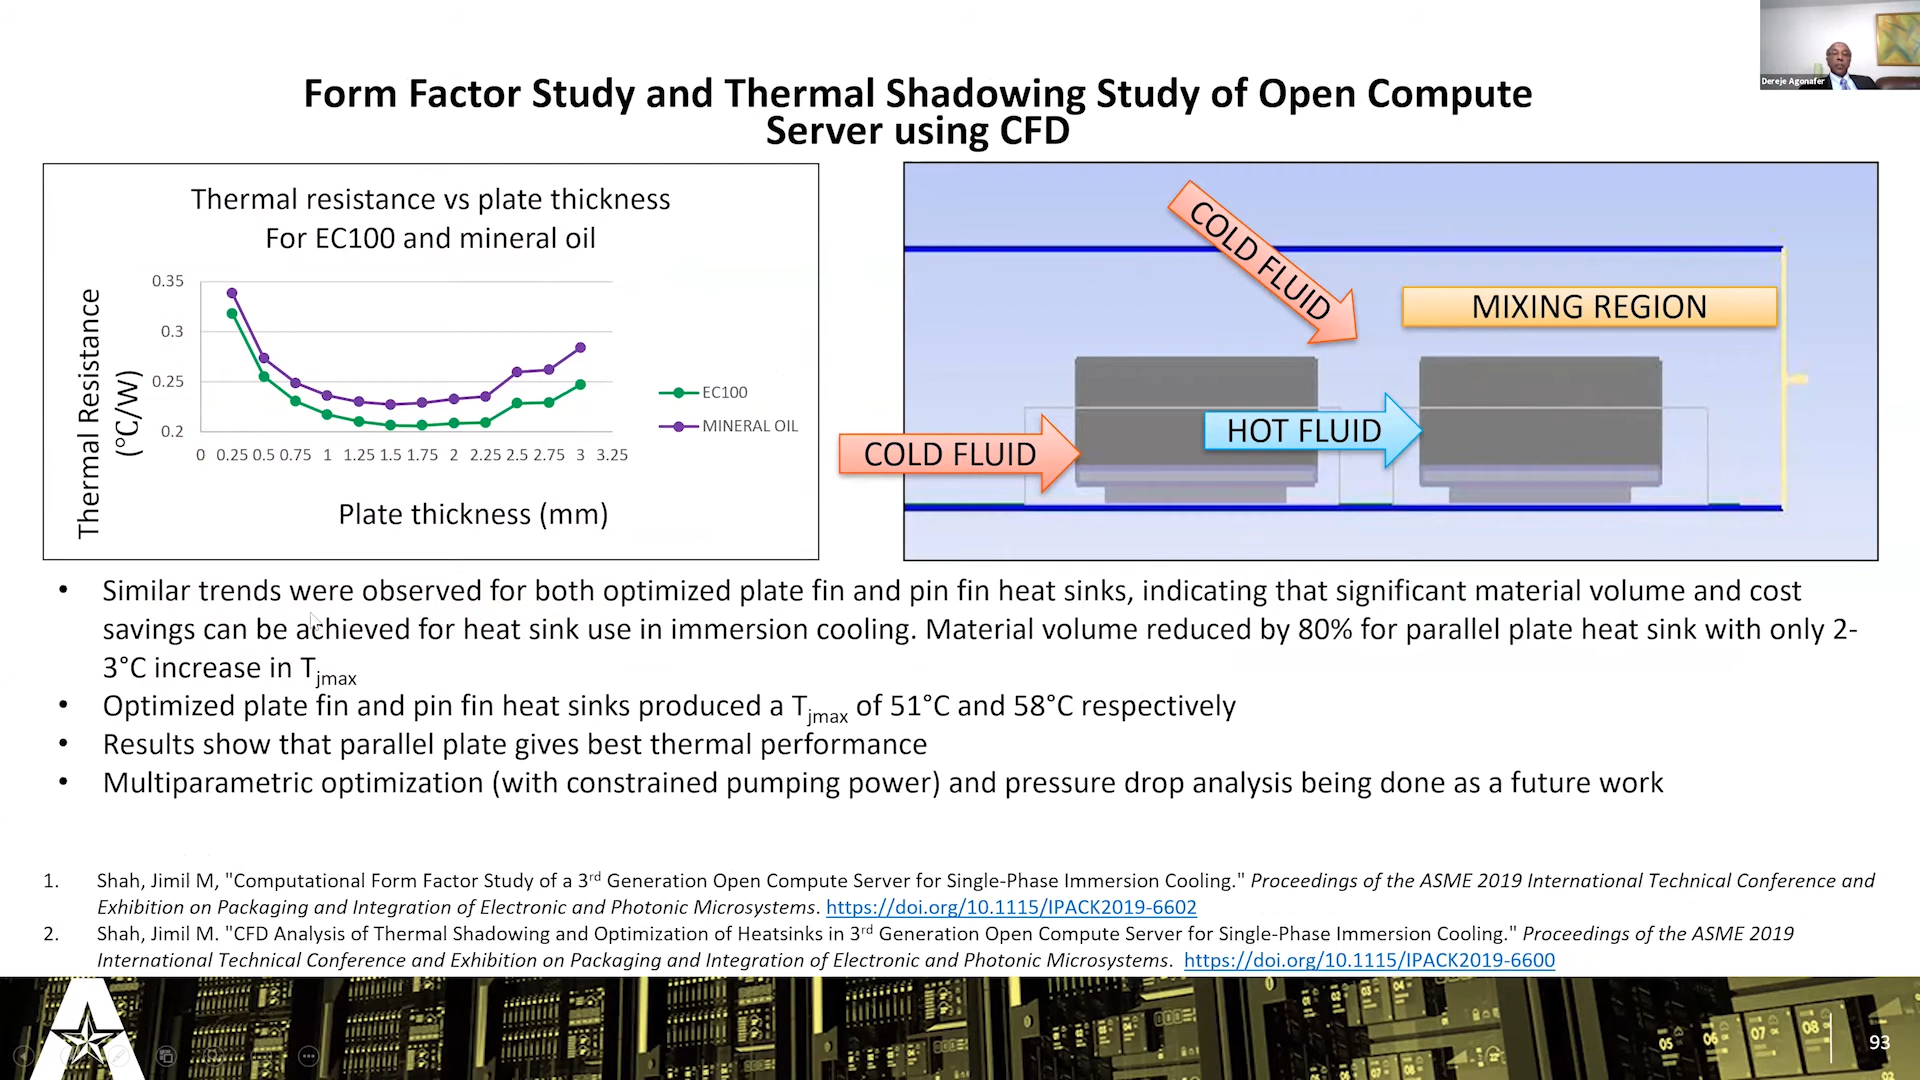 Dereje Agonafer
Form Factor Study and Thermal Shadowing Study of Open Compute
Server using CFD
Thermal resistance vs plate thickness
For EC100 and mineral oil
Thermal Resistance
(°C/W)
0.35
0.3
0.25
0.2
0 0.25 0.5 0.75 1 1.25 1.5 1.75 2 2.25 2.5 2.75 3 3.25
Plate thickness (mm)
EC100
MINERAL OIL
COLD FLUID
MIXING REGION
HOT FLUID
COLD FLUID
• Similar trends were observed for both optimized plate fin and pin fin heat sinks, indicating that significant material volume and cost
savings can be achieved for heat sink use in immersion cooling. Material volume reduced by 80% for parallel plate heat sink with only 2-
3°C increase in Tjmax
• Optimized plate fin and pin fin heat sinks produced a Tjmax of 51°C and 58°C respectively
• Results show that parallel plate gives best thermal performance
• Multiparametric optimization (with constrained pumping power) and pressure drop analysis being done as a future work
1. Shah, Jimil M, "Computational Form Factor Study of a 3rd Generation Open Compute Server for Single-Phase Immersion Cooling." Proceedings of the ASME 2019 International Technical Conference and
Exhibition on Packaging and Integration of Electronic and Photonic Microsystems. https://doi.org/10.1115/IPACK2019-6602
2. Shah, Jimil M. "CFD Analysis of Thermal Shadowing and Optimization of Heatsinks in 3rd Generation Open Compute Server for Single-Phase Immersion Cooling." Proceedings of the ASME 2019
International Technical Conference and Exhibition on Packaging and Integration of Electronic and Photonic Microsystems. https://doi.org/10.1115/IPACK2019-6600
03 04
05 06 07 08
93